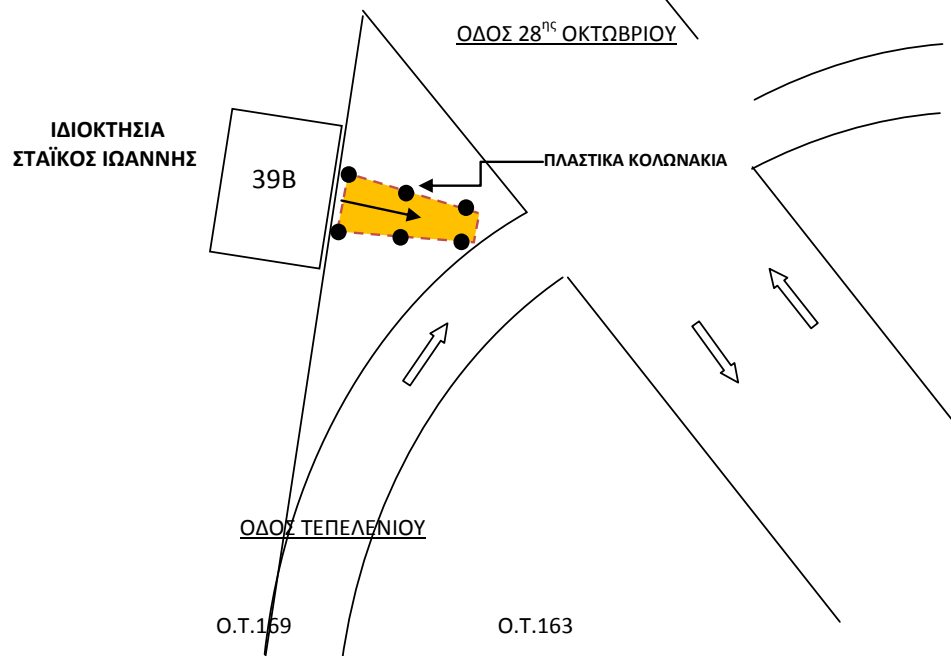 ΟΔΟΣ 28ης ΟΚΤΩΒΡΙΟΥ
ΙΔΙΟΚΤΗΣΙΑ
ΣΤΑΪΚΟΣ ΙΩΑΝΝΗΣ
39Β
ΠΛΑΣΤΙΚΑ ΚΟΛΩΝΑΚΙΑ
ΟΔΟΣ ΤΕΠΕΛΕΝΙΟΥ
Ο.Τ.169
Ο.Τ.163